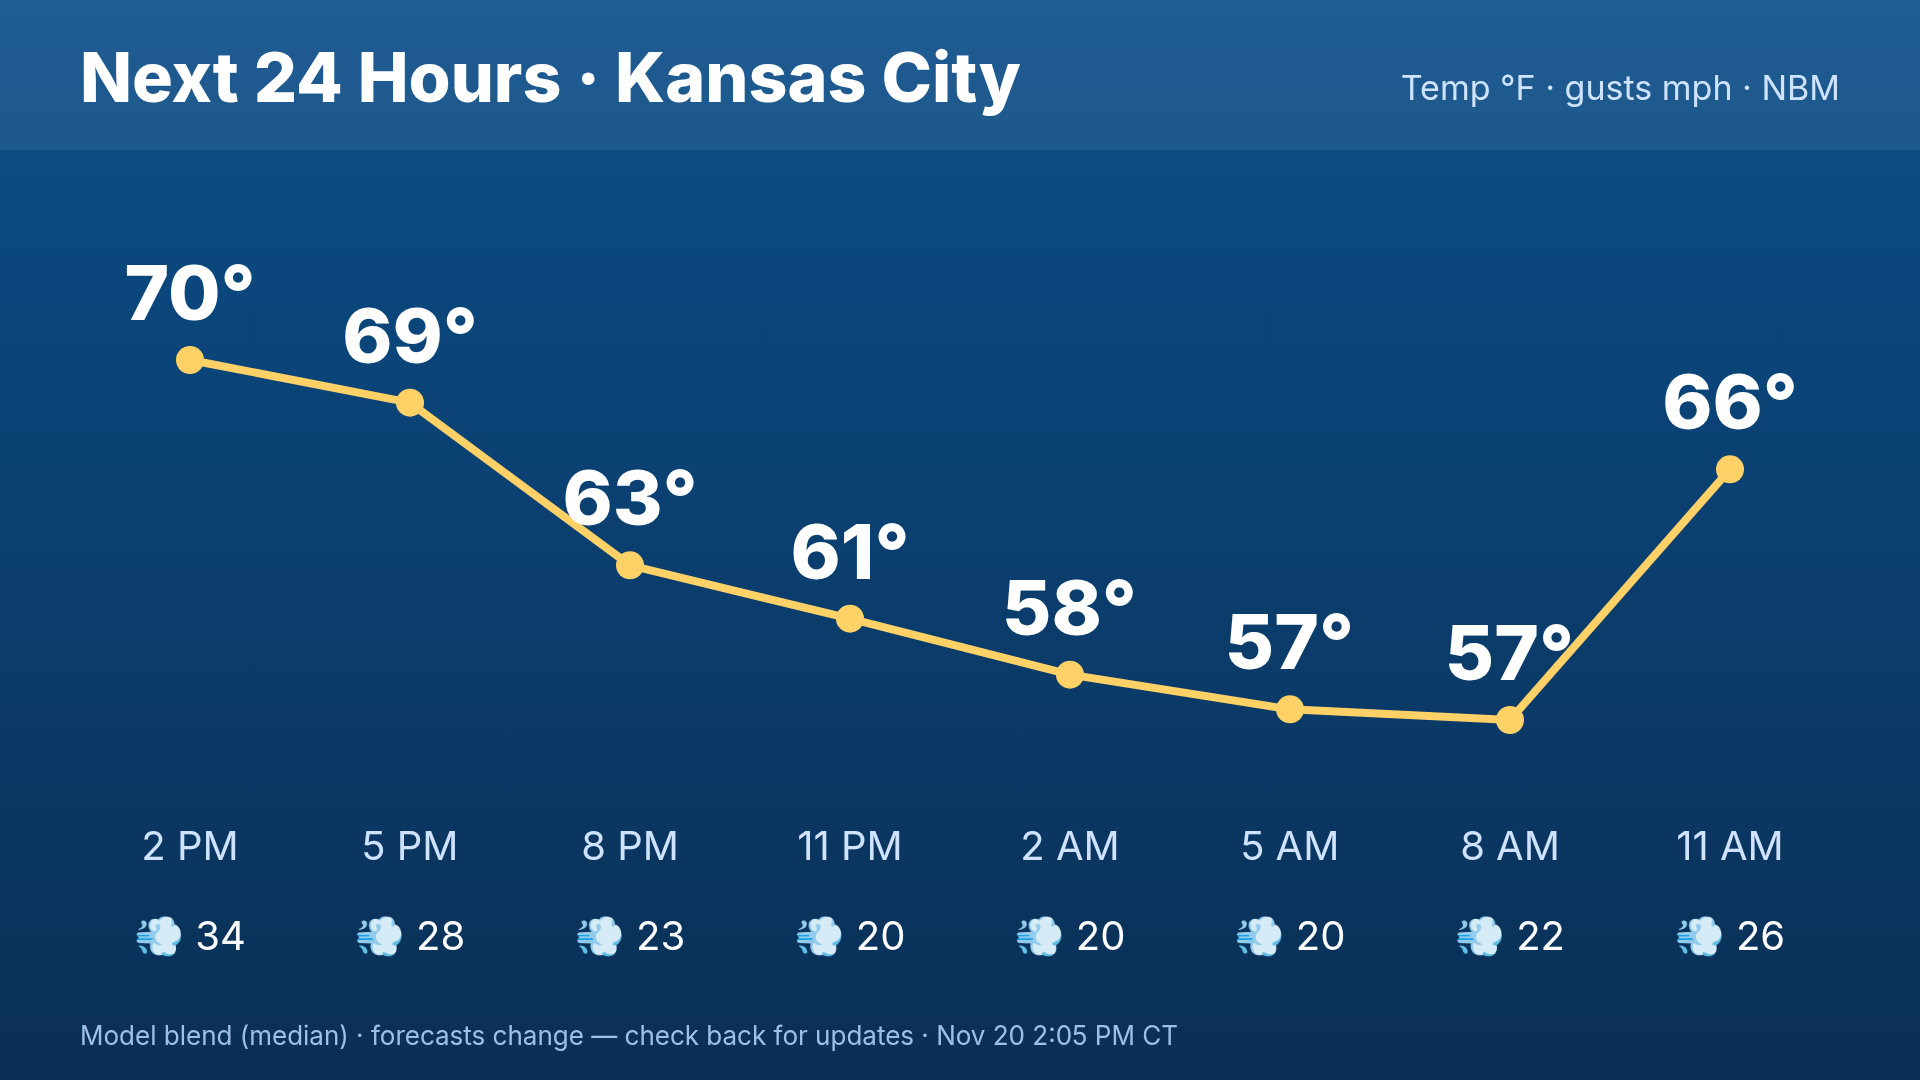 Next 24 Hours · Kansas City
Temp °F · gusts mph · NBM
70°
69°
63°
61°
58°
57°
57°
66°
2 PM
5 PM
8 PM
11 PM
2 AM
5 AM
8 AM
11 AM
💨 34
💨 28
💨 23
💨 20
💨 20
💨 20
💨 22
💨 26
Model blend (median) · forecasts change — check back for updates · Nov 20 2:05 PM CT